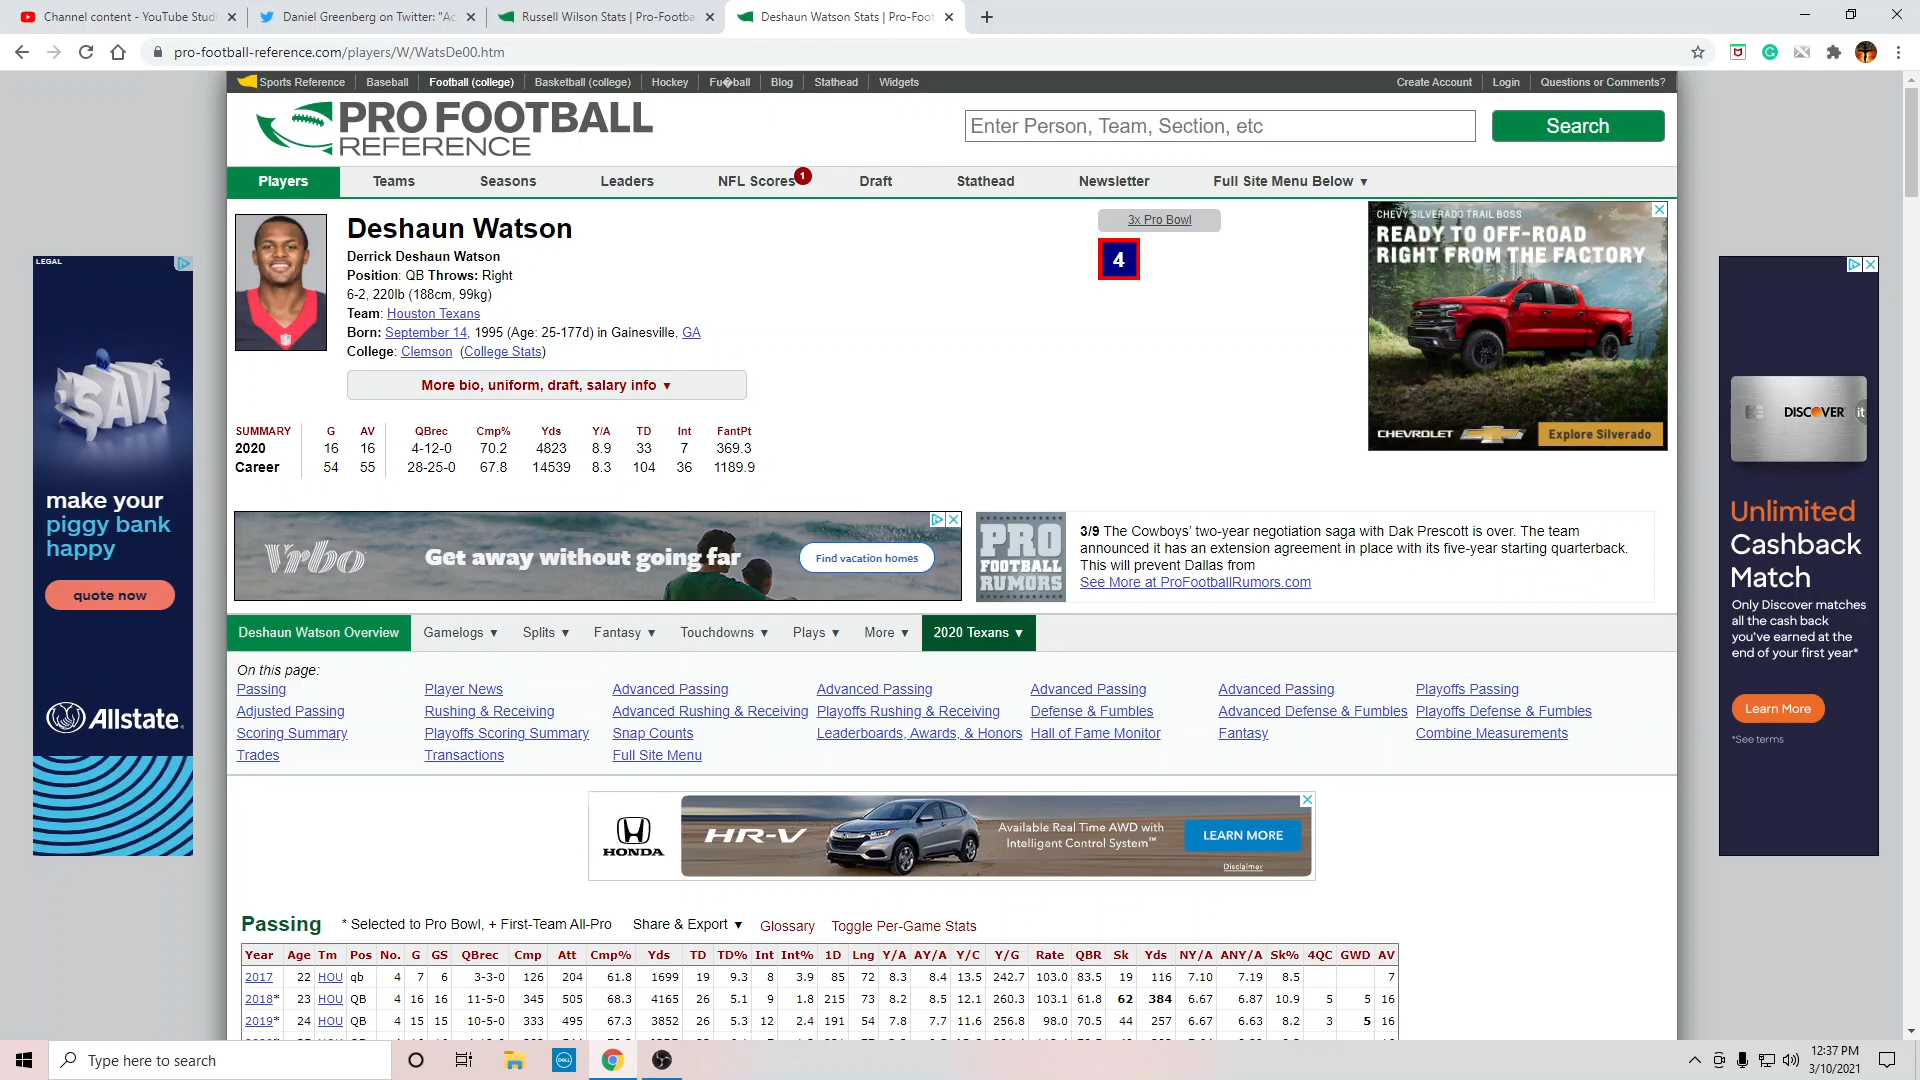 Channel content - YouTube Studi
Daniel Greenberg on Twitter: "Ac
Russell Wilson Stats | Pro-Footba
Deshaun Watson Stats | Pro-Foot
pro-football-reference.com/players/W/WatsDe00.htm
Sports Reference Baseball Football (college) Basketball (college) Hockey Fu�ball Blog Stathead Widgets Create Account Login Questions or Comments?
PRO FOOTBALL
REFERENCE
Enter Person, Team, Section, etc
Search
Players Teams Seasons Leaders NFL Scores 1 Draft Stathead Newsletter Full Site Menu Below ▼
Deshaun Watson
Derrick Deshaun Watson
Position: QB Throws: Right
6-2, 220lb (188cm, 99kg)
Team: Houston Texans
Born: September 14, 1995 (Age: 25-177d) in Gainesville, GA
College: Clemson (College Stats)
More bio, uniform, draft, salary info ▼
3x Pro Bowl
4
CHEVY SILVERADO TRAIL BOSS
READY TO OFF-ROAD
RIGHT FROM THE FACTORY
CHEVROLET
Explore Silverado
SUMMARY G AV QBrec Cmp% Yds Y/A TD Int FantPt
2020 16 16 4-12-0 70.2 4823 8.9 33 7 369.3
Career 54 55 28-25-0 67.8 14539 8.3 104 36 1189.9
LEGAL
SAVE
make your
piggy bank
happy
quote now
Allstate.
Vrbo
Get away without going far
Find vacation homes
PRO
FOOTBALL
RUMORS
3/9 The Cowboys' two-year negotiation saga with Dak Prescott is over. The team
announced it has an extension agreement in place with its five-year starting quarterback.
This will prevent Dallas from
See More at ProFootballRumors.com
DISCOVER it
Unlimited
Cashback
Match
Only Discover matches
all the cash back
you've earned at the
end of your first year*
Learn More
*See terms
Deshaun Watson Overview Gamelogs ▼ Splits ▼ Fantasy ▼ Touchdowns ▼ Plays ▼ More ▼ 2020 Texans ▼
On this page:
Passing Player News Advanced Passing Advanced Passing Advanced Passing Advanced Passing Playoffs Passing
Adjusted Passing Rushing & Receiving Advanced Rushing & Receiving Playoffs Rushing & Receiving Defense & Fumbles Advanced Defense & Fumbles Playoffs Defense & Fumbles
Scoring Summary Playoffs Scoring Summary Snap Counts Leaderboards, Awards, & Honors Hall of Fame Monitor Fantasy Combine Measurements
Trades Transactions Full Site Menu
HONDA
HR-V
Available Real Time AWD with
Intelligent Control System™
LEARN MORE
Disclaimer
Passing * Selected to Pro Bowl, + First-Team All-Pro Share & Export ▼ Glossary Toggle Per-Game Stats
Year Age Tm Pos No. G GS QBrec Cmp Att Cmp% Yds TD TD% Int Int% 1D Lng Y/A AY/A Y/C Y/G Rate QBR Sk Yds NY/A ANY/A Sk% 4QC GWD AV
2017 22 HOU qb 4 7 6 3-3-0 126 204 61.8 1699 19 9.3 8 3.9 85 72 8.3 8.4 13.5 242.7 103.0 83.5 19 116 7.10 7.19 8.5 7
2018* 23 HOU QB 4 16 16 11-5-0 345 505 68.3 4165 26 5.1 9 1.8 215 73 8.2 8.5 12.1 260.3 103.1 61.8 62 384 6.67 6.87 10.9 5 5 16
2019* 24 HOU QB 4 15 15 10-5-0 333 495 67.3 3852 26 5.3 12 2.4 191 54 7.8 7.7 11.6 256.8 98.0 70.5 44 257 6.67 6.63 8.2 3 5 16
Type here to search
DELL
12:37 PM
3/10/2021